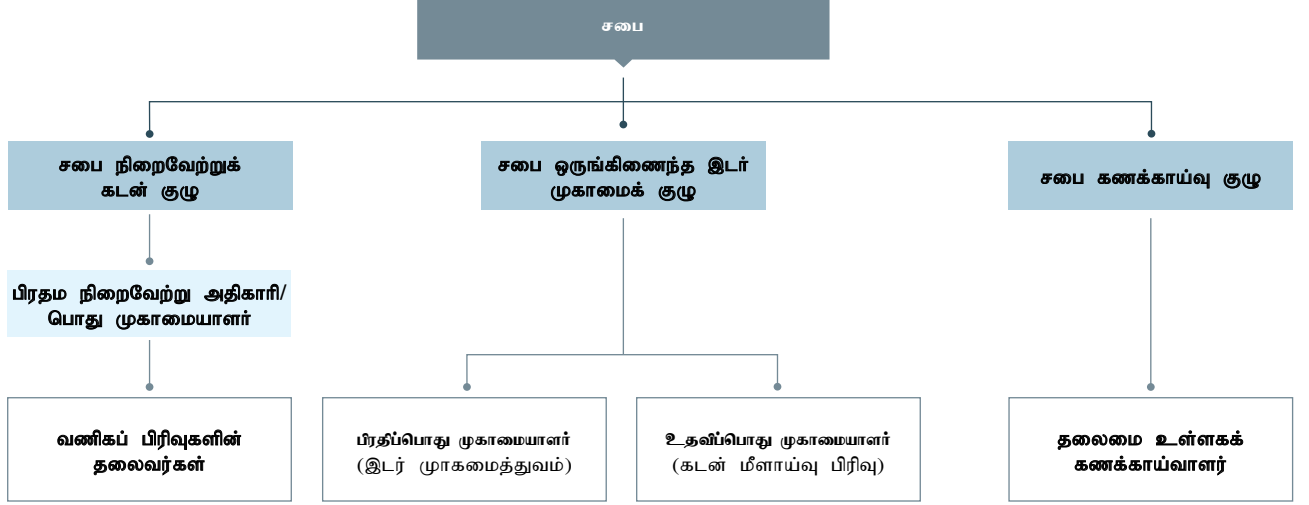 சபை
சபை நிறைவேற்றுக்
கடன் குழு
சபை ஒருங்கிணைந்த இடர்
முகாமைக் குழு
சபை கணக்காய்வு குழு
பிரதம நிறைவேற்று அதிகாரி/
பொது முகாமையாளர்
வணிகப் பிரிவுகளின்
தலைவர்கள்
பிரதிப்பொது முகாமையாளர்
(இடர் முாகமைத்துவம்)
உதவிப்பொது முகாமையாளர்
(கடன் மீளாய்வு பிரிவு)
தலைமை உள்ளகக்
கணக்காய்வாளர்